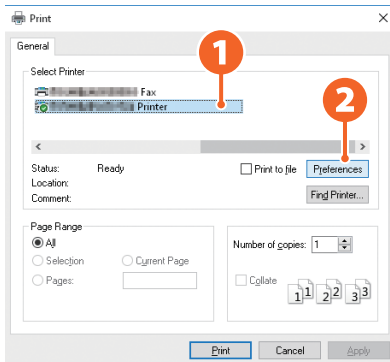 Print
General
1
Select Printer
Fax
Printer
2
Status: Ready
Print to file
Preferences
Location:
Comment:
Find Printer...
Page Range
All
Selection
Current Page
Pages:
Number of copies: 1
Collate
1 1 2 2 3 3
Print
Cancel
Apply